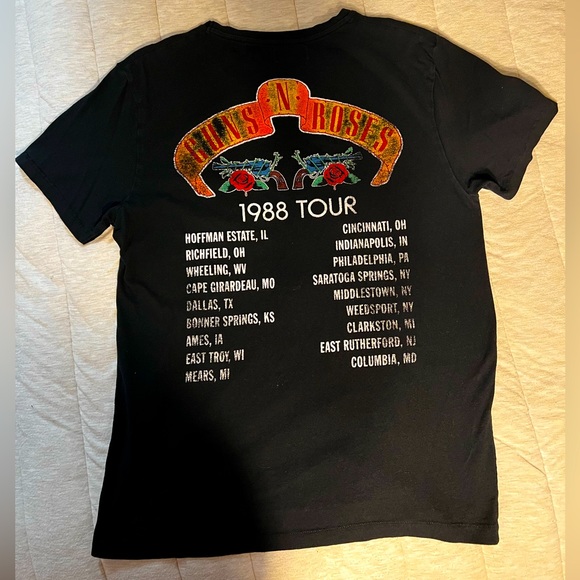 GUNS N. ROSES
1988 TOUR
HOFFMAN ESTATE, IL
RICHFIELD, OH
WHEELING, WV
CAPE GIRARDEAU, MO
DALLAS, TX
BONNER SPRINGS, KS
AMES, IA
EAST TROY, WI
MEARS, MI
CINCINNATI, OH
INDIANAPOLIS, IN
PHILADELPHIA, PA
SARATOGA SPRINGS, NY
MIDDLESTOWN, NY
WEEDSPORT, NY
CLARKSTON, MI
EAST RUTHERFORD, NJ
COLUMBIA, MD